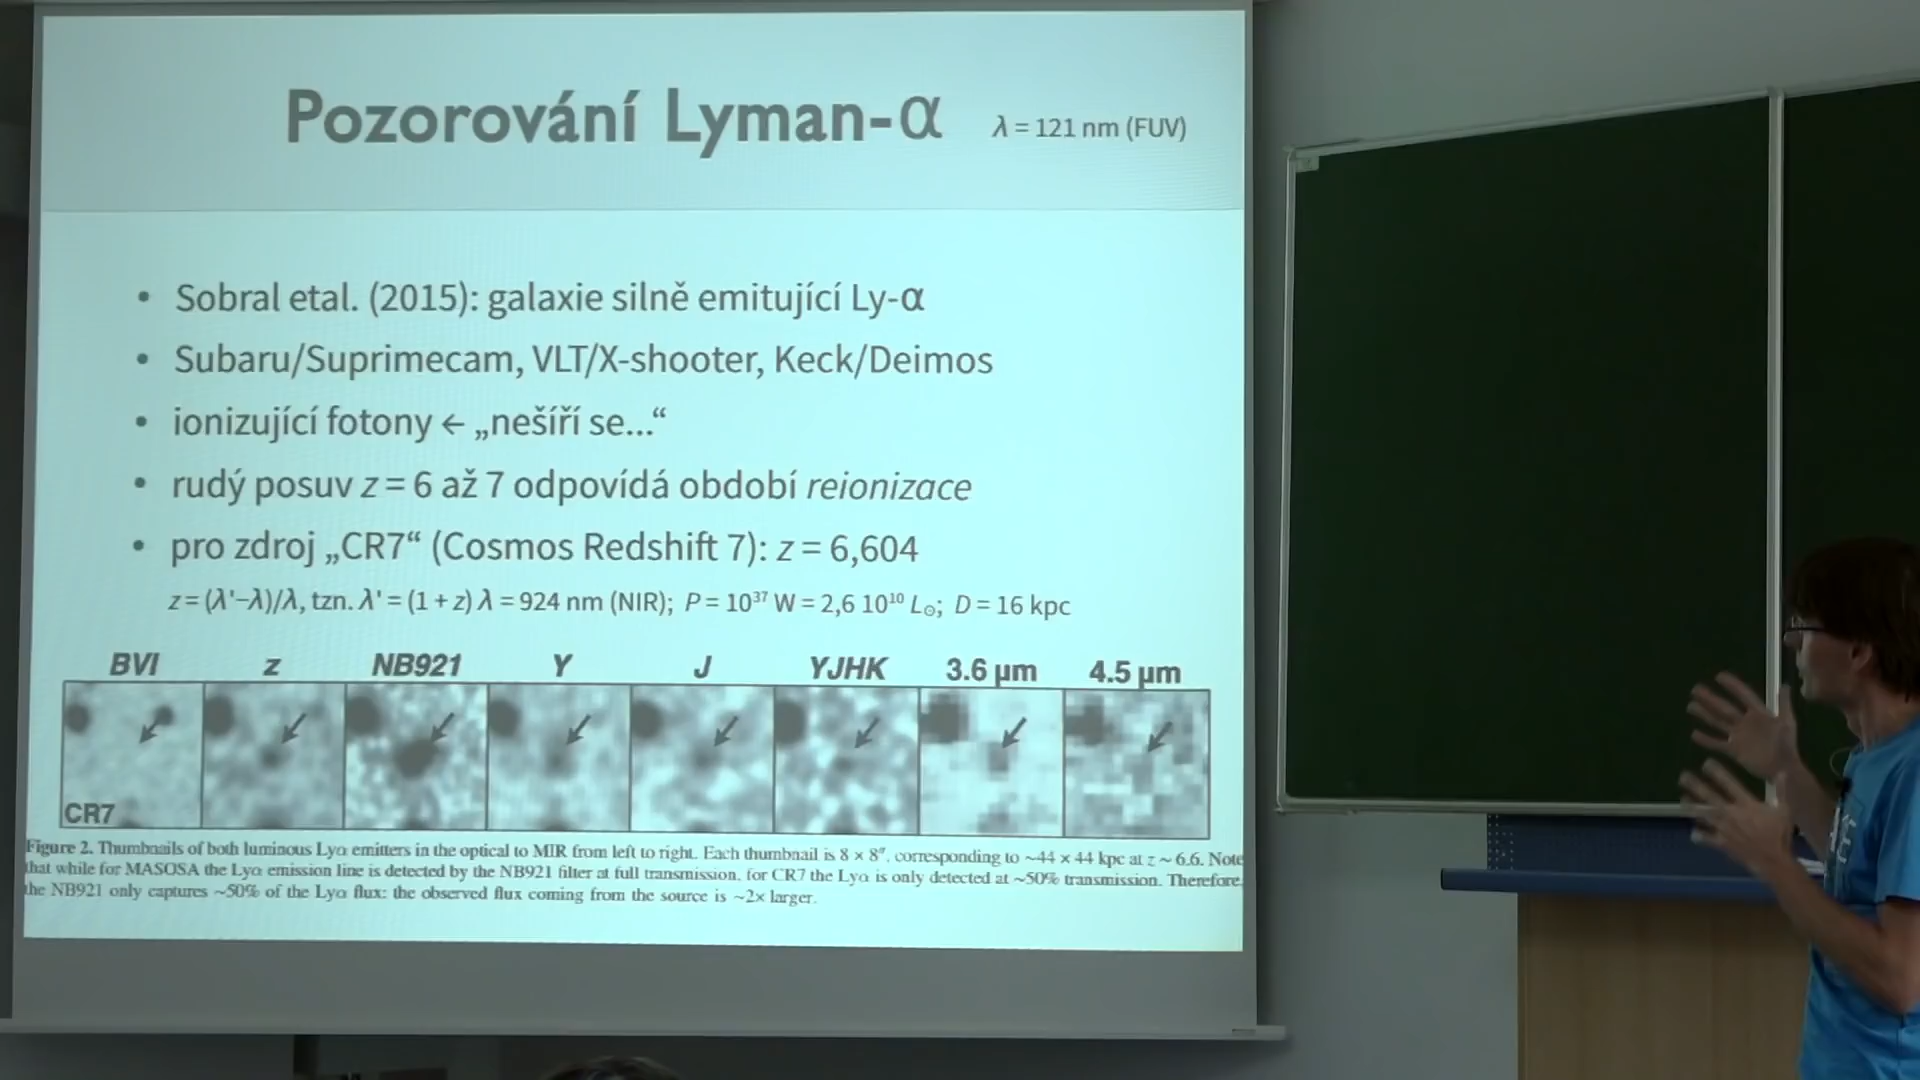 Pozorování Lyman-α λ = 121 nm (FUV)
• Sobral etal. (2015): galaxie silně emitující Ly-α
• Subaru/Suprimecam, VLT/X-shooter, Keck/Deimos
• ionizující fotony ← „nešíří se...“
• rudý posuv z = 6 až 7 odpovídá období reionizace
• pro zdroj „CR7“ (Cosmos Redshift 7): z = 6,604
z = (λ'−λ)/λ, tzn. λ' = (1 + z) λ = 924 nm (NIR); P = 10³⁷ W = 2,6 10¹⁰ L☉; D = 16 kpc
BVI z NB921 Y J YJHK 3.6 μm 4.5 μm
CR7
Figure 2. Thumbnails of both luminous Lyα emitters in the optical to MIR from left to right. Each thumbnail is 8 × 8″, corresponding to ~44 × 44 kpc at z ~ 6.6. Note
that while for MASOSA the Lyα emission line is detected by the NB921 filter at full transmission, for CR7 the Lyα is only detected at ~50% transmission. Therefore,
the NB921 only captures ~50% of the Lyα flux: the observed flux coming from the source is ~2× larger.